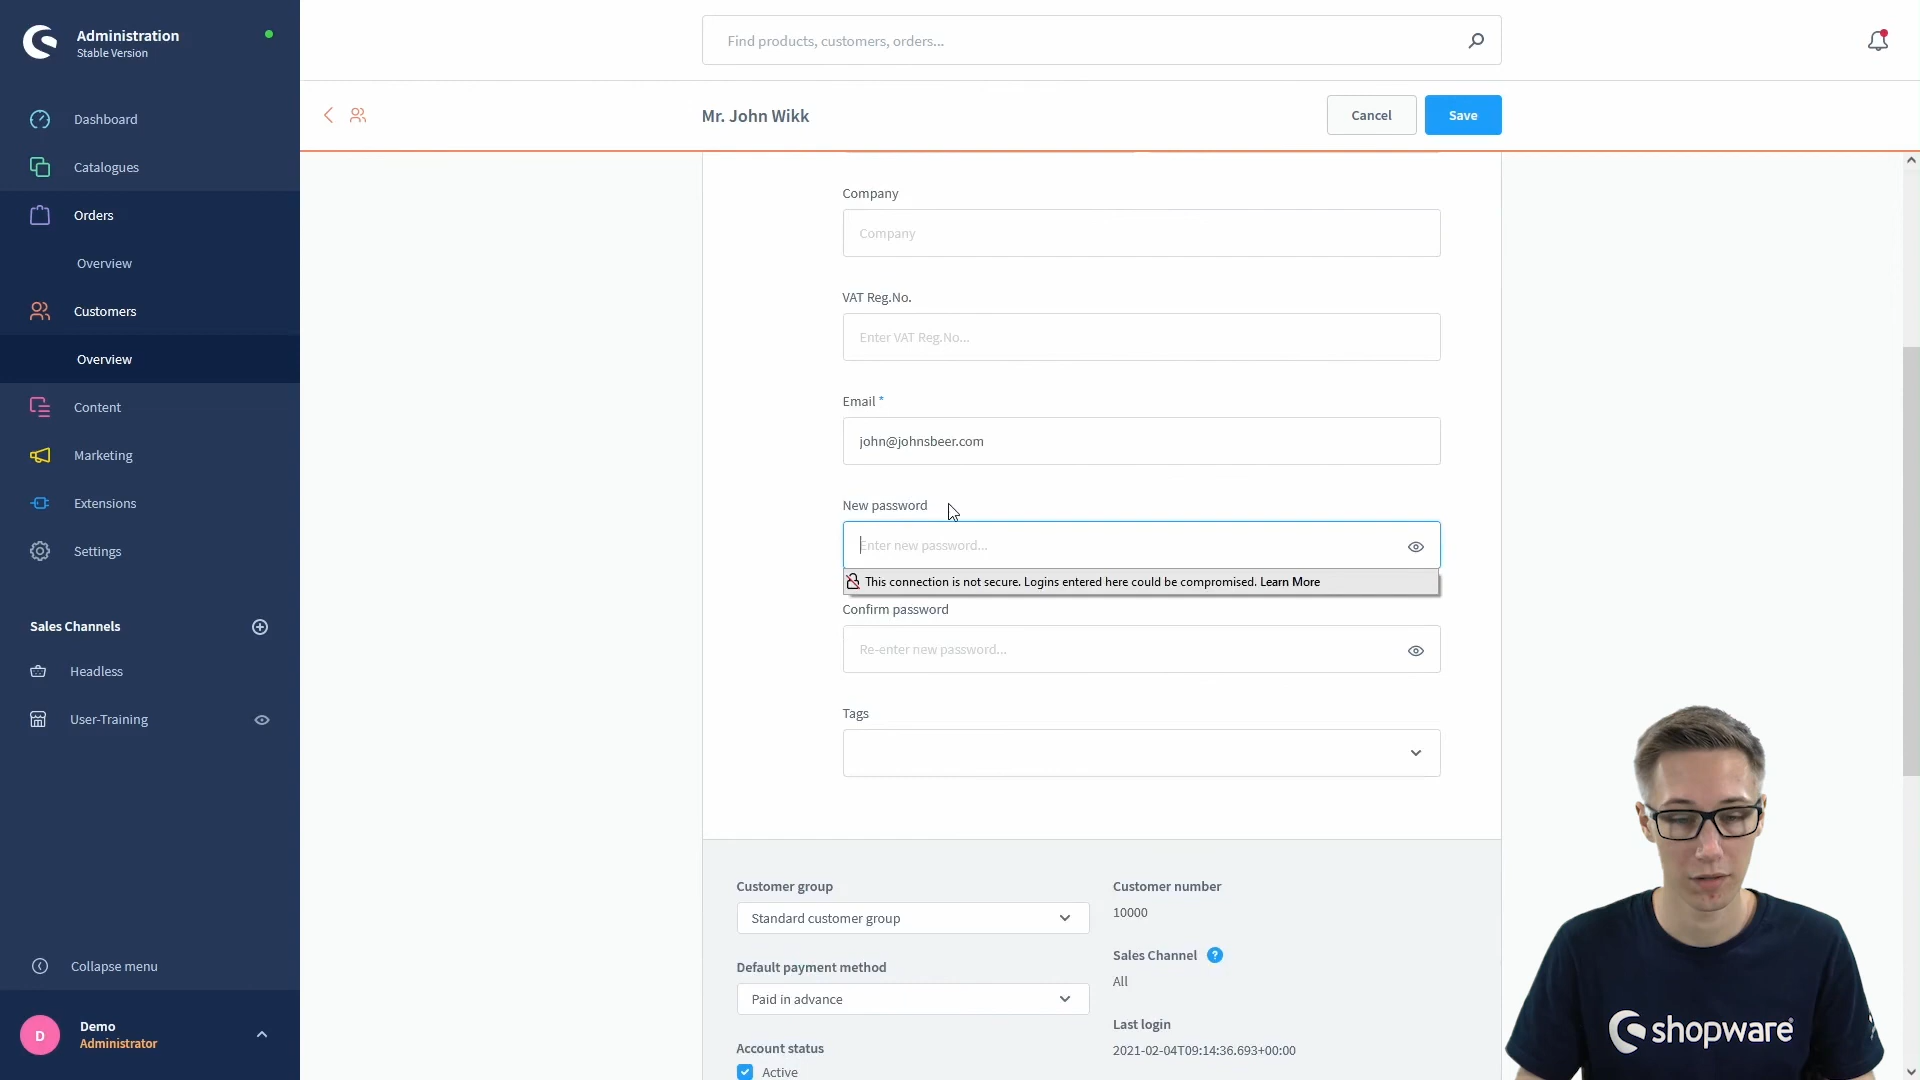 Administration
Stable Version
Find products, customers, orders...
Mr. John Wikk
Cancel
Save
Dashboard
Catalogues
Orders
Overview
Customers
Overview
Content
Marketing
Extensions
Settings
Sales Channels
Headless
User-Training
Collapse menu
D
Demo
Administrator
Company
Company
VAT Reg.No.
Enter VAT Reg.No...
Email *
john@johnsbeer.com
New password
Enter new password...
This connection is not secure. Logins entered here could be compromised. Learn More
Confirm password
Re-enter new password...
Tags
Customer group
Standard customer group
Default payment method
Paid in advance
Account status
Active
Customer number
10000
Sales Channel ?
All
Last login
2021-02-04T09:14:36.693+00:00
shopware